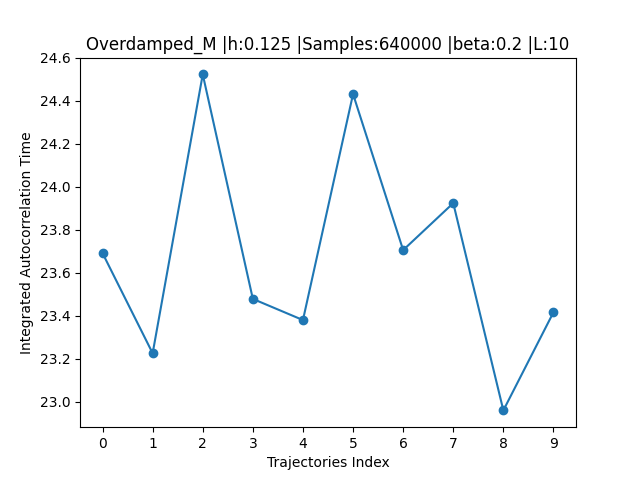 Overdamped_M |h:0.125 |Samples:640000 |beta:0.2 |L:10
24.6
24.4
24.2
24.0
23.8
23.6
23.4
23.2
23.0
Integrated Autocorrelation Time
0 1 2 3 4 5 6 7 8 9
Trajectories Index